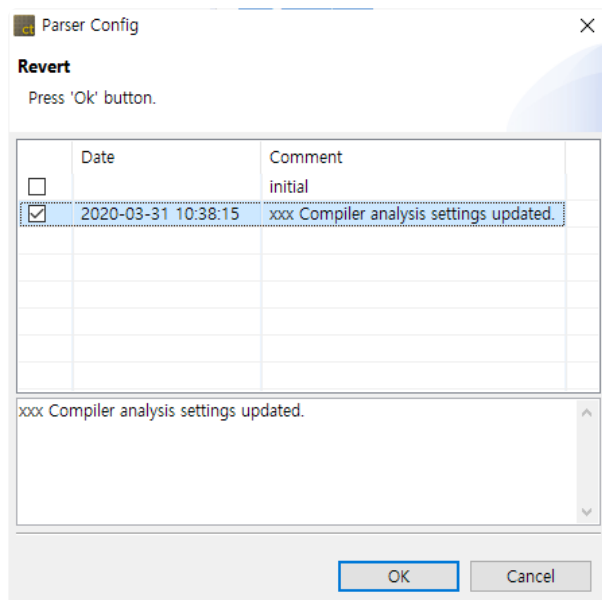 ct Parser Config
Revert
Press 'Ok' button.
Date Comment
initial
2020-03-31 10:38:15 xxx Compiler analysis settings updated.
xxx Compiler analysis settings updated.
OK Cancel